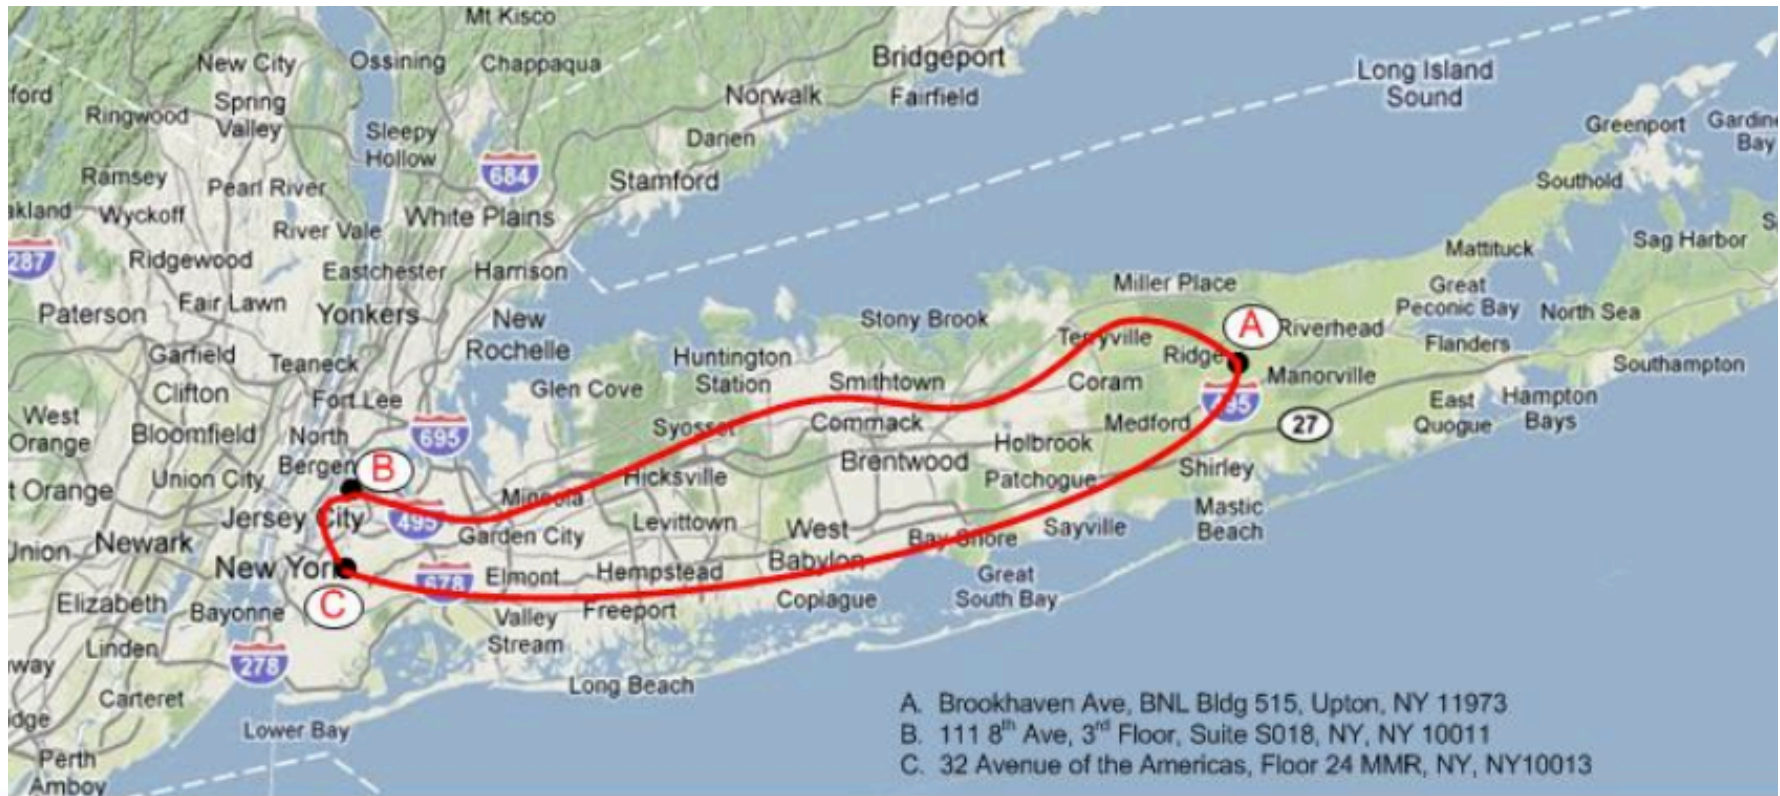 Mt Kisco
New City
Ossining
Chappaqua
Bridgeport
Long Island
Sound
ford
Ringwood
Spring
Valley
Norwalk
Fairfield
Sleepy
Hollow
Darien
Greenport
Gardine
Bay
Ramsey
Pearl River
684
Stamford
Southold
akland
Wyckoff
River Vale
White Plains
287
Ridgewood
Eastchester
Harrison
Mattituck
Sag Harbor
Paterson
Fair Lawn
Yonkers
New
Rochelle
Stony Brook
Miller Place
Great
Peconic Bay
North Sea
Garfield
Teaneck
Huntington
Station
Terryville
Ridge
A
Riverhead
Flanders
Southampton
Clifton
Fort Lee
Glen Cove
Smithtown
Coram
Manorville
West
Orange
Bloomfield
North
Bergen
695
Syosset
Commack
Medford
495
27
East
Quogue
Hampton
Bays
Holbrook
t Orange
Union City
B
Mineola
Hicksville
Brentwood
Patchogue
Shirley
Jersey City
495
Garden City
Levittown
West
Babylon
Bay Shore
Sayville
Mastic
Beach
Union
Newark
New York
678
Elmont
Hempstead
Great
South Bay
Elizabeth
Bayonne
C
Valley
Stream
Freeport
Copiague
Linden
278
way
Long Beach
Carteret
idge
Lower Bay
Perth
Amboy
A. Brookhaven Ave, BNL Bldg 515, Upton, NY 11973
B. 111 8th Ave, 3rd Floor, Suite S018, NY, NY 10011
C. 32 Avenue of the Americas, Floor 24 MMR, NY, NY10013